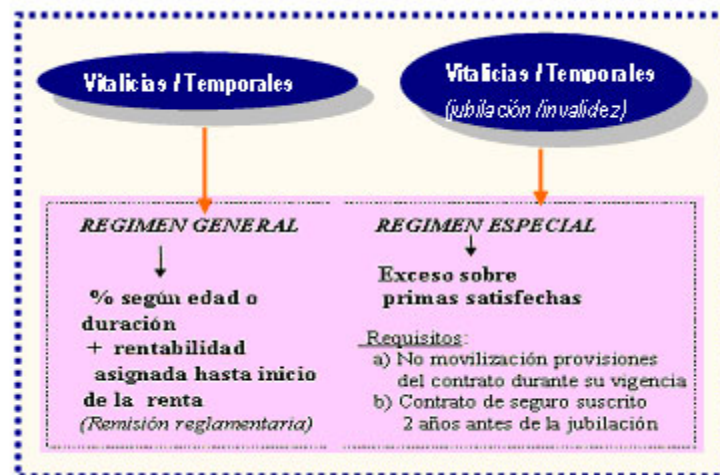 Vitalicias / Temporales
Vitalicias / Temporales
(jubilación /invalidez)
REGIMEN GENERAL
% según edad o
duración
+ rentabilidad
asignada hasta inicio
de la renta
(Remisión reglamentaria)
REGIMEN ESPECIAL
Exceso sobre
primas satisfechas
Requisitos:
a) No movilización provisiones
del contrato durante su vigencia
b) Contrato de seguro suscrito
2 años antes de la jubilación